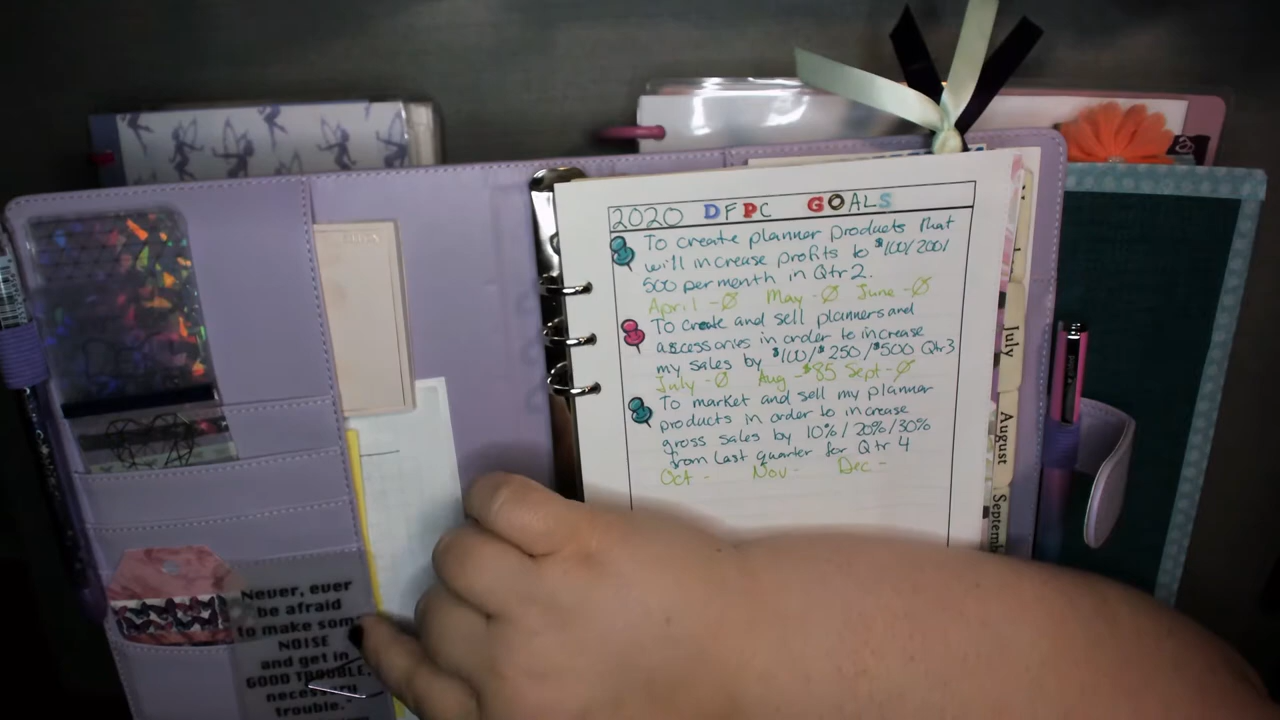 2020 DFPC GOALS
To create planner products that
will increase profits to $100/200/
500 per month in Qtr 2.
April - Ø May - Ø June - Ø
To create and sell planners and
accessories in order to increase
my sales by $100/$250/$500 Qtr3
July - Ø Aug - $85 Sept - Ø
To market and sell my planner
products in order to increase
gross sales by 10% / 20% / 30%
from last quarter for Qtr 4
Oct - Nov - Dec -
July
August
Septemb
Never, ever
be afraid
to make som
NOISE
and get in
GOOD TROUBLE,
necessary
trouble."